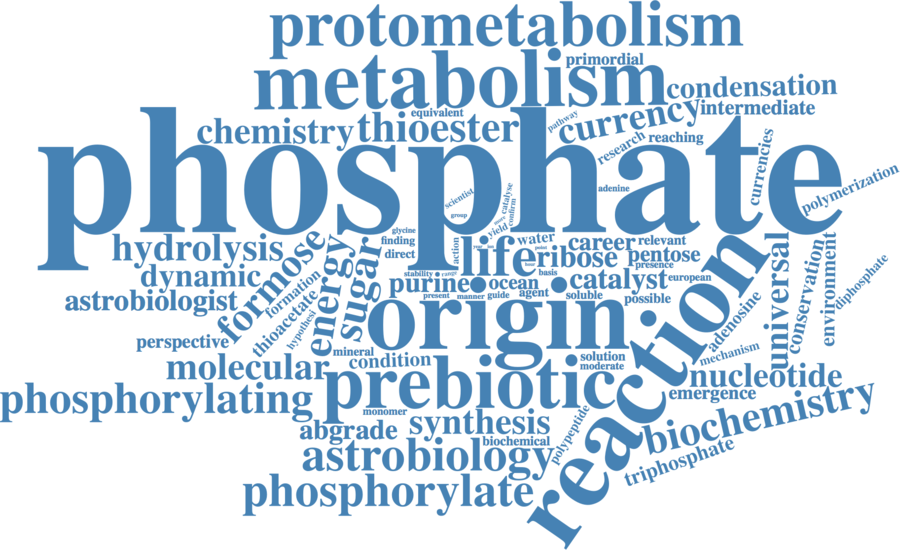 protometabolism
metabolism
primordial
condensation
equivalent
currency
intermediate
chemistry
thioester
pathway
research
reaching
phosphate
currencies
polymerization
adenine
scientist
catalyse
confirm
group
yield
glycine
finding
direct
action
water
career
relevant
hydrolysis
formose
energy
sugar
life
ribose
pentose
presence
universal
conservation
environment
diphosphate
dynamic
formation
stability
range
basis
purine
ocean
catalyst
european
astrobiologist
thioacetate
hypothesi
present
manner
guide
agent
soluble
possible
adenosine
origin
reaction
perspective
mineral
condition
solution
moderate
mechanism
molecular
prebiotic
nucleotide
emergence
phosphorylating
monomer
abgrade
synthesis
biochemical
polypeptide
biochemistry
triphosphate
astrobiology
phosphorylate